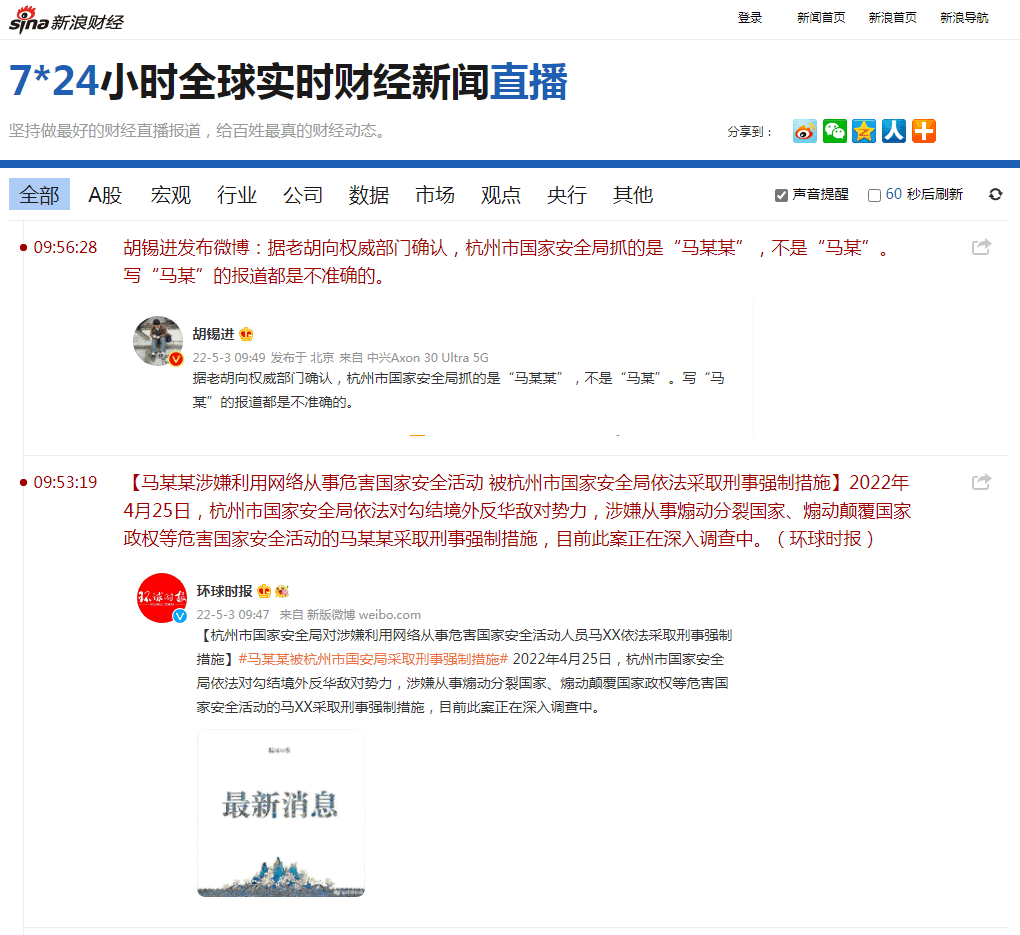 sina 新浪财经
登录 新闻首页 新浪首页 新浪导航
7*24小时全球实时财经新闻直播
坚持做最好的财经直播报道，给百姓最真的财经动态。
分享到：
全部 A股 宏观 行业 公司 数据 市场 观点 央行 其他
声音提醒 60 秒后刷新
09:56:28
胡锡进发布微博：据老胡向权威部门确认，杭州市国家安全局抓的是“马某某”，不是“马某”。
写“马某”的报道都是不准确的。
胡锡进
22-5-3 09:49 发布于 北京 来自 中兴Axon 30 Ultra 5G
据老胡向权威部门确认，杭州市国家安全局抓的是“马某某”，不是“马某”。写“马
某”的报道都是不准确的。
09:53:19
【马某某涉嫌利用网络从事危害国家安全活动 被杭州市国家安全局依法采取刑事强制措施】2022年
4月25日，杭州市国家安全局依法对勾结境外反华敌对势力，涉嫌从事煽动分裂国家、煽动颠覆国家
政权等危害国家安全活动的马某某采取刑事强制措施，目前此案正在深入调查中。（环球时报）
环球时报
环球时报
22-5-3 09:47 来自 新版微博 weibo.com
【杭州市国家安全局对涉嫌利用网络从事危害国家安全活动人员马XX依法采取刑事强制
措施】#马某某被杭州市国安局采取刑事强制措施# 2022年4月25日，杭州市国家安全
局依法对勾结境外反华敌对势力，涉嫌从事煽动分裂国家、煽动颠覆国家政权等危害国
家安全活动的马XX采取刑事强制措施，目前此案正在深入调查中。
最新消息